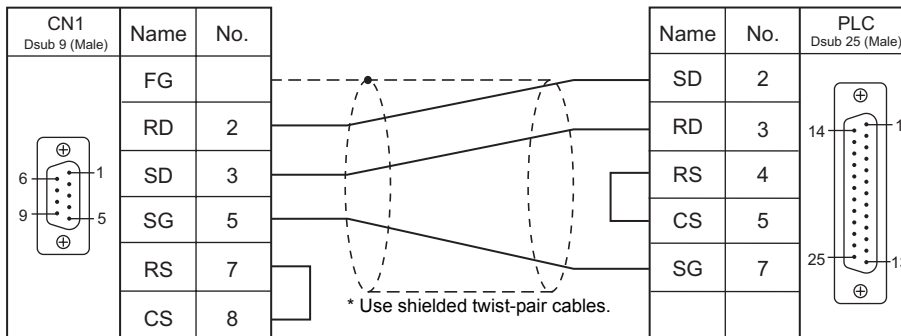 CN1
Dsub 9 (Male)
Name No.
FG
RD 2
SD 3
SG 5
RS 7
CS 8
6
1
9
5
* Use shielded twist-pair cables.
Name No.
PLC
Dsub 25 (Male)
SD 2
RD 3
RS 4
CS 5
SG 7
14
1
25
13